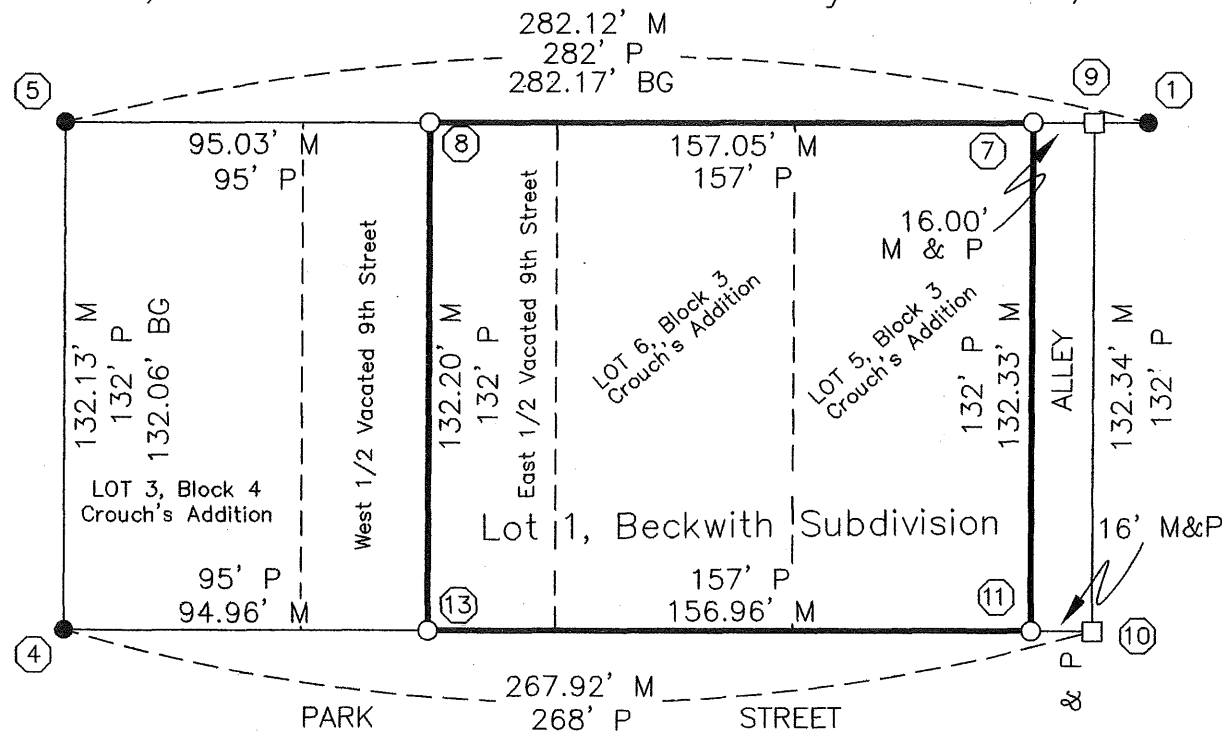 282.12' M
282' P
282.17' BG
5
9
1
95.03' M
95' P
8
157.05' M
157' P
7
16.00'
M & P
132.13' M
132' P
132.06' BG
West 1/2 Vacated 9th Street
132.20' M
132' P
East 1/2 Vacated 9th Street
LOT 6, Block 3
Crouch's Addition
LOT 5, Block 3
Crouch's Addition
132' P
132.33' M
ALLEY
132.34' M
132' P
LOT 3, Block 4
Crouch's Addition
Lot 1, Beckwith Subdivision
16' M&P
95' P
94.96' M
13
157' P
156.96' M
11
4
10
267.92' M
268' P
PARK STREET
& P